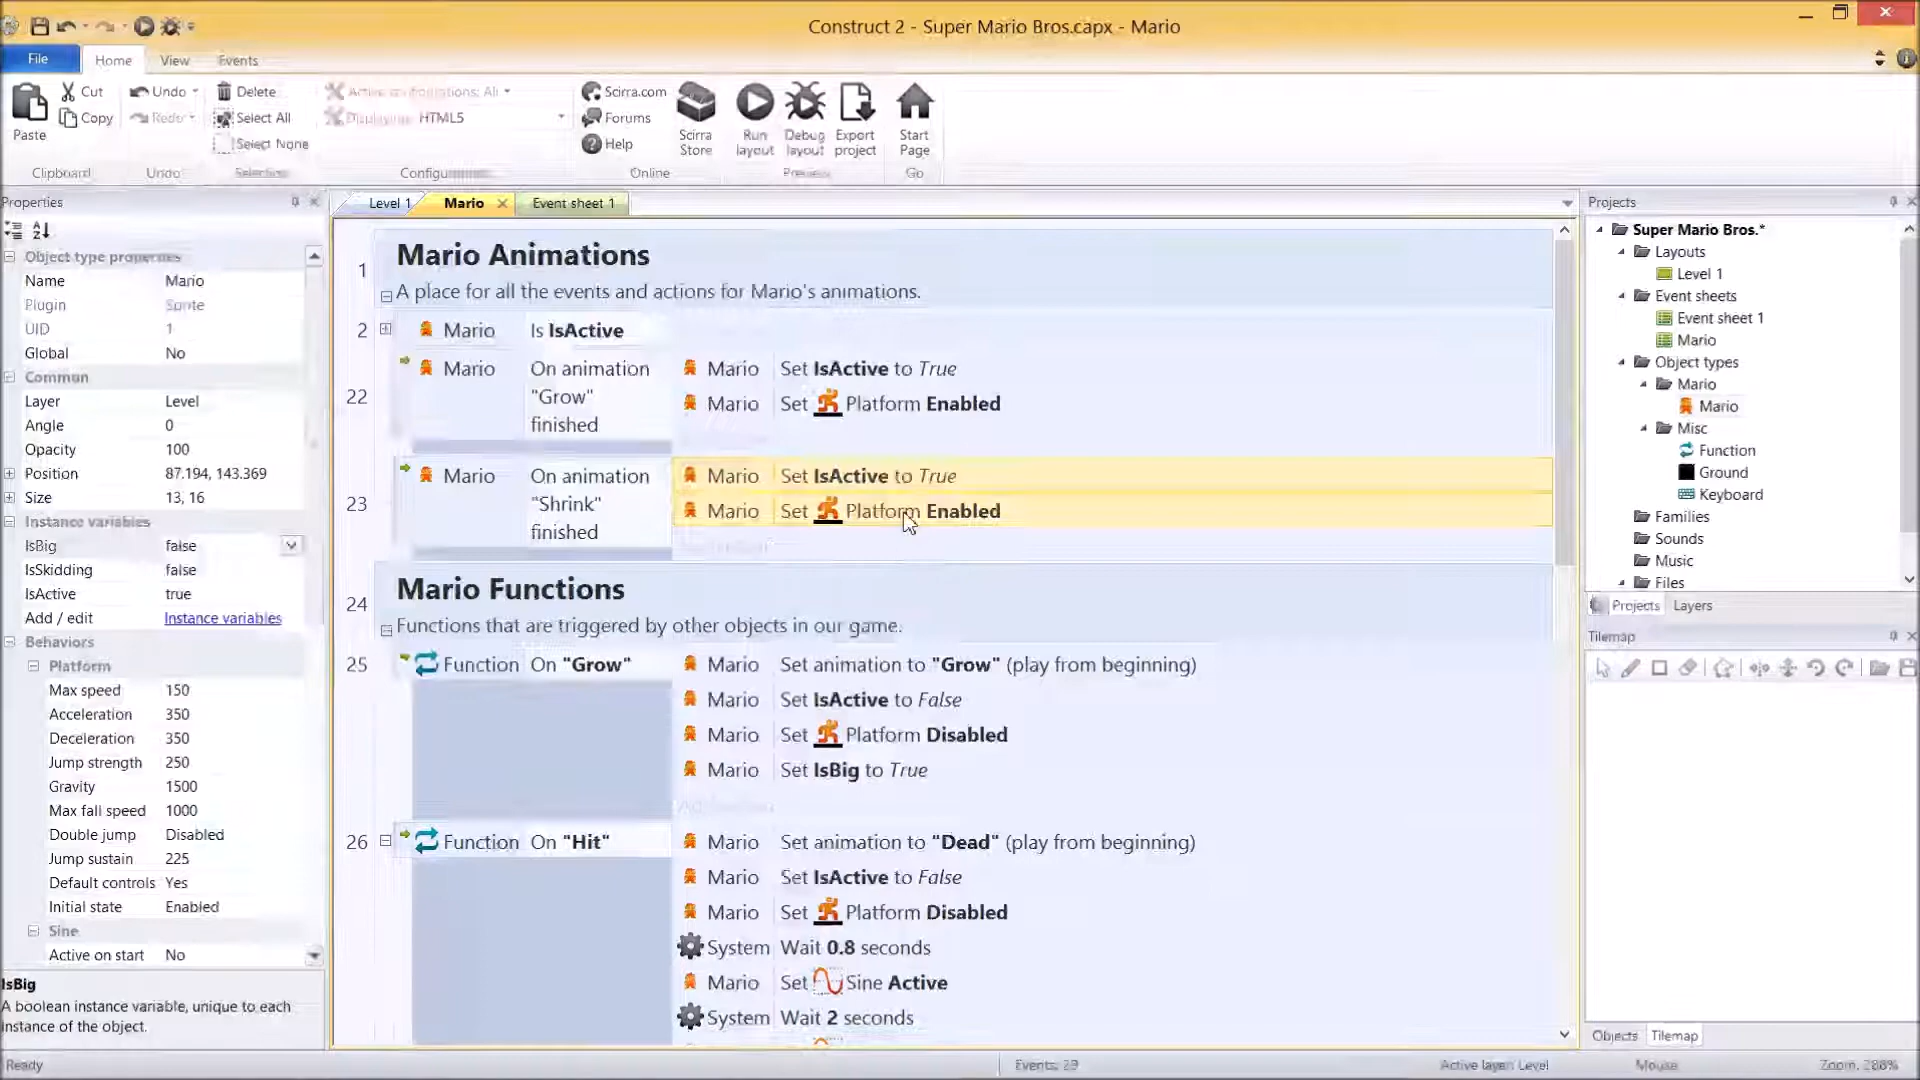 Construct 2 - Super Mario Bros.capx - Mario
File
Home
View
Events
Paste
Cut
Copy
Clipboard
Undo
Redo
Undo
Delete
Select All
Select None
Selection
Active configurations: All
HTML5
Scirra.com
Forums
Help
Online
Scirra Store
Run layout
Debug layout
Export project
Preview
Start Page
Go
Properties
Object type properties
Name Mario
Plugin Sprite
UID 1
Global No
Common
Layer Level
Angle 0
Opacity 100
Position 87.194, 143.369
Size 13, 16
Instance variables
IsBig false
IsSkidding false
IsActive true
Add / edit Instance variables
Behaviors
Platform
Max speed 150
Acceleration 350
Deceleration 350
Jump strength 250
Gravity 1500
Max fall speed 1000
Double jump Disabled
Jump sustain 225
Default controls Yes
Initial state Enabled
Sine
Active on start No
IsBig
A boolean instance variable, unique to each
instance of the object.
Level 1
Mario
Event sheet 1
1
Mario Animations
A place for all the events and actions for Mario's animations.
2 Mario Is IsActive
22
Mario On animation
"Grow"
finished
Mario Set IsActive to True
Mario Set Platform Enabled
23
Mario On animation
"Shrink"
finished
Mario Set IsActive to True
Mario Set Platform Enabled
24
Mario Functions
Functions that are triggered by other objects in our game.
25 Function On "Grow"
Mario Set animation to "Grow" (play from beginning)
Mario Set IsActive to False
Mario Set Platform Disabled
Mario Set IsBig to True
26 Function On "Hit"
Mario Set animation to "Dead" (play from beginning)
Mario Set IsActive to False
Mario Set Platform Disabled
System Wait 0.8 seconds
Mario Set Sine Active
System Wait 2 seconds
Projects
Super Mario Bros.*
Layouts
Level 1
Event sheets
Event sheet 1
Mario
Object types
Mario
Mario
Misc
Function
Ground
Keyboard
Families
Sounds
Music
Files
Projects
Layers
Tilemap
Objects
Tilemap
Ready
Events: 29
Active layer: Level
Mouse